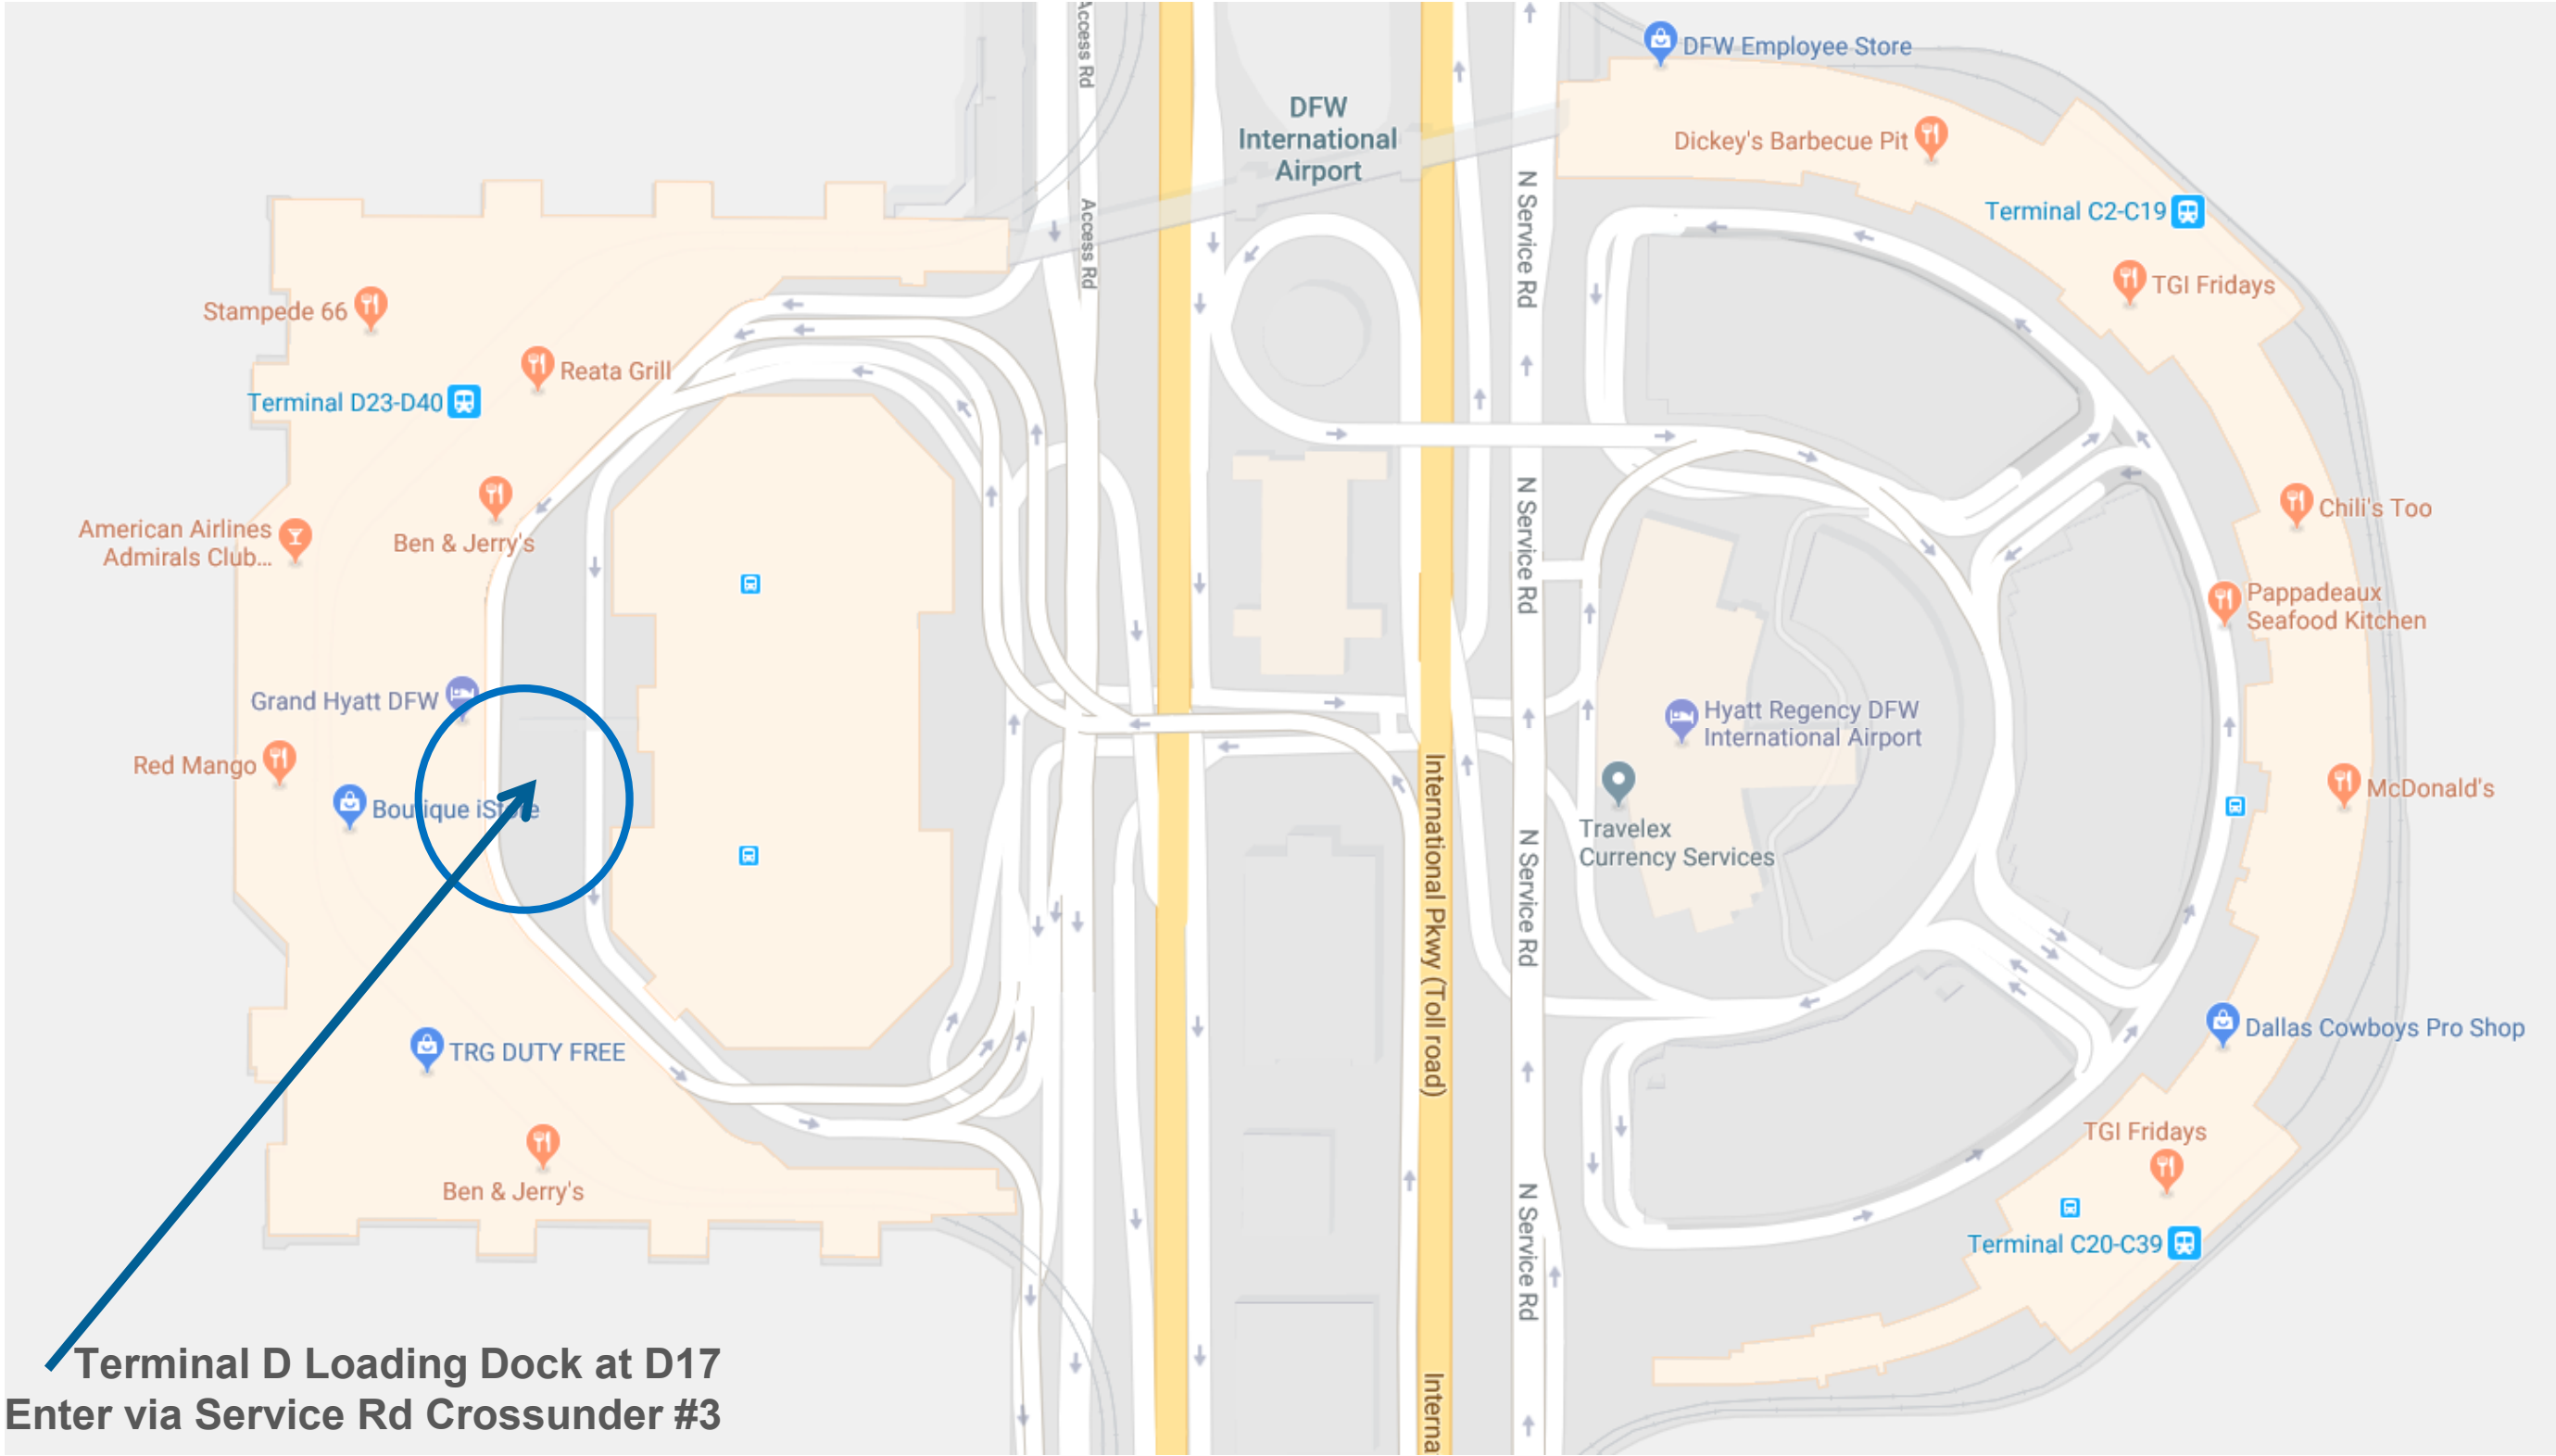 Access Rd
DFW Employee Store
DFW
International
Airport
Dickey's Barbecue Pit
Terminal C2-C19
N Service Rd
Access Rd
TGI Fridays
Stampede 66
Reata Grill
Terminal D23-D40
American Airlines
Admirals Club...
Ben & Jerry's
N Service Rd
Chili's Too
Pappadeaux
Seafood Kitchen
Grand Hyatt DFW
Hyatt Regency DFW
International Airport
Red Mango
Boutique iStore
McDonald's
Travelex
Currency Services
International Pkwy (Toll road)
N Service Rd
TRG DUTY FREE
Dallas Cowboys Pro Shop
TGI Fridays
Ben & Jerry's
N Service Rd
Terminal C20-C39
Terminal D Loading Dock at D17
Enter via Service Rd Crossunder #3
Interna